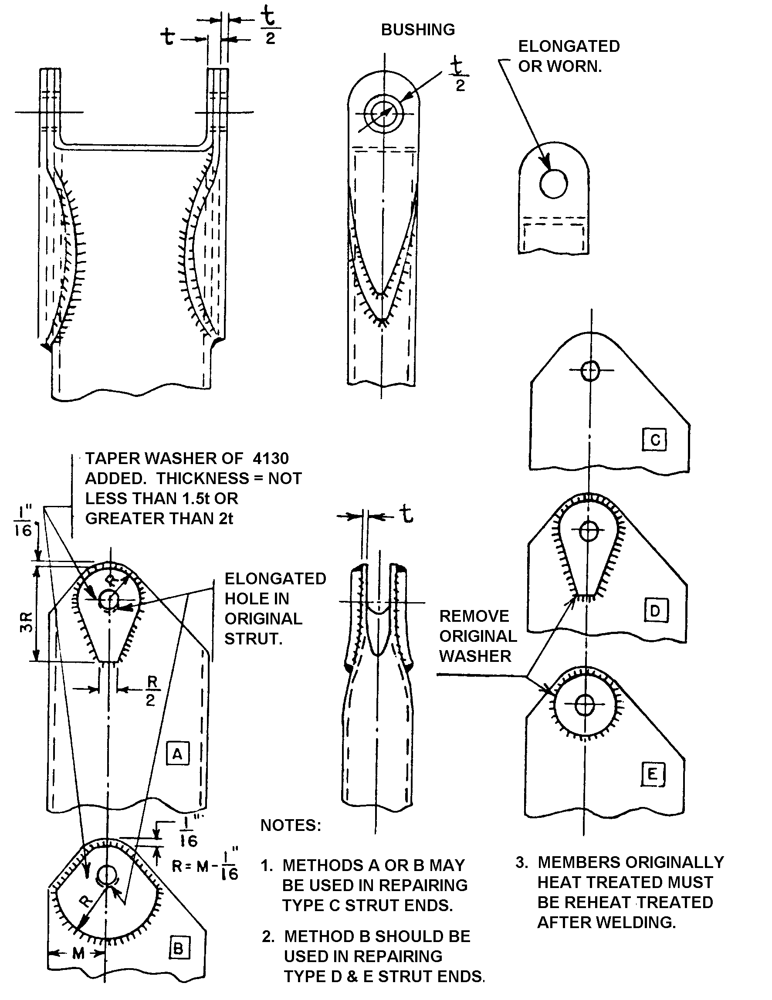 t
t
2
BUSHING
t
2
ELONGATED
OR WORN.
C
TAPER WASHER OF 4130
ADDED. THICKNESS = NOT
LESS THAN 1.5t OR
GREATER THAN 2t
1"
16
3R
R
R
2
A
ELONGATED
HOLE IN
ORIGINAL
STRUT.
t
REMOVE
ORIGINAL
WASHER
D
E
1"
16
R = M - 1"
16
R
M
B
NOTES:
1. METHODS A OR B MAY
BE USED IN REPAIRING
TYPE C STRUT ENDS.
2. METHOD B SHOULD BE
USED IN REPAIRING
TYPE D & E STRUT ENDS.
3. MEMBERS ORIGINALLY
HEAT TREATED MUST
BE REHEAT TREATED
AFTER WELDING.